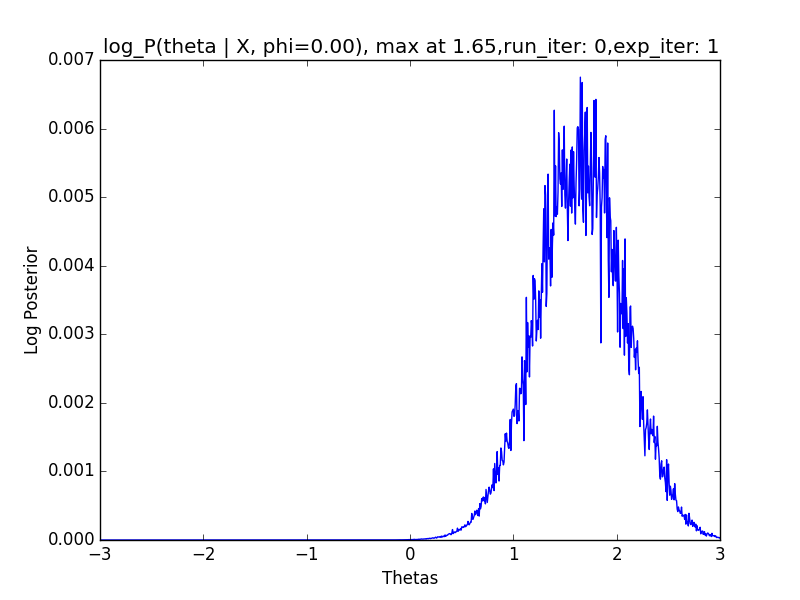 log_P(theta | X, phi=0.00), max at 1.65,run_iter: 0,exp_iter: 1
0.007
0.006
0.005
0.004
0.003
0.002
0.001
0.000
Log Posterior
−3 −2 −1 0 1 2 3
Thetas